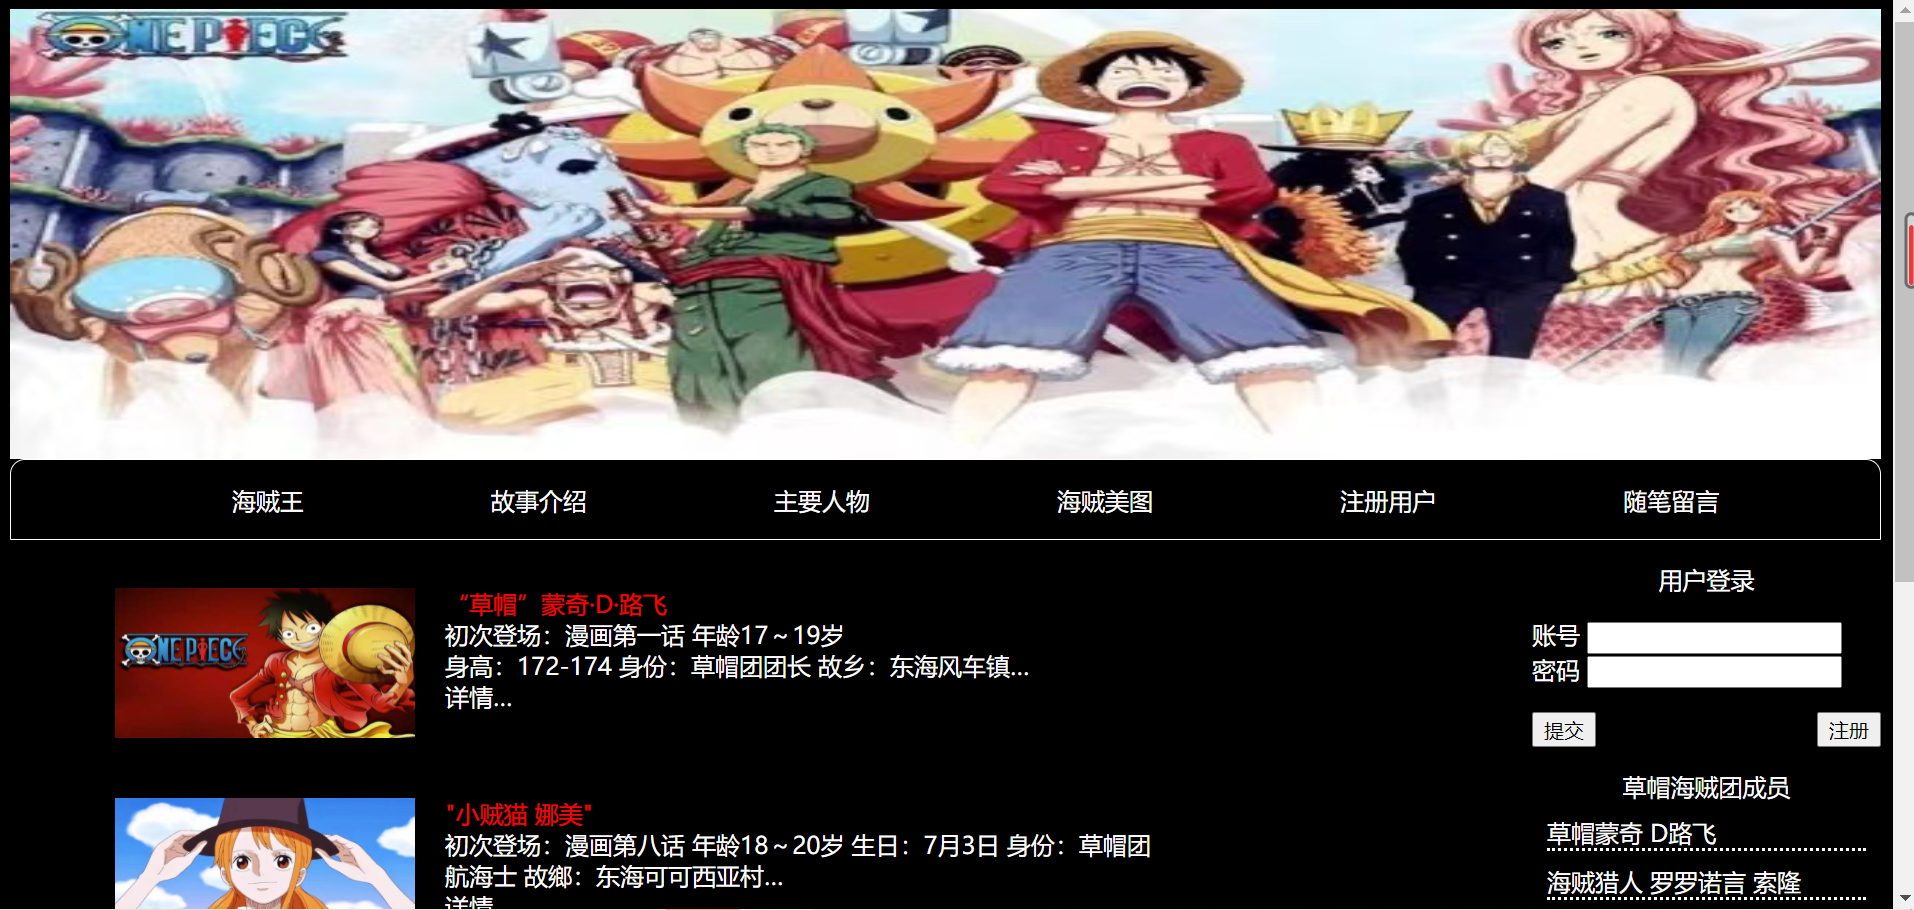 ONE PIECE
海贼王 故事介绍 主要人物 海贼美图 注册用户 随笔留言
ONE PIECE
“草帽”蒙奇·D·路飞
初次登场：漫画第一话 年龄17～19岁
身高：172-174 身份：草帽团团长 故乡：东海风车镇...
详情...
"小贼猫 娜美"
初次登场：漫画第八话 年龄18～20岁 生日：7月3日 身份：草帽团
航海士 故鄉：东海可可西亚村...
详情
用户登录
账号
密码
提交 注册
草帽海贼团成员
草帽蒙奇 D路飞
海贼猎人 罗罗诺言 索隆